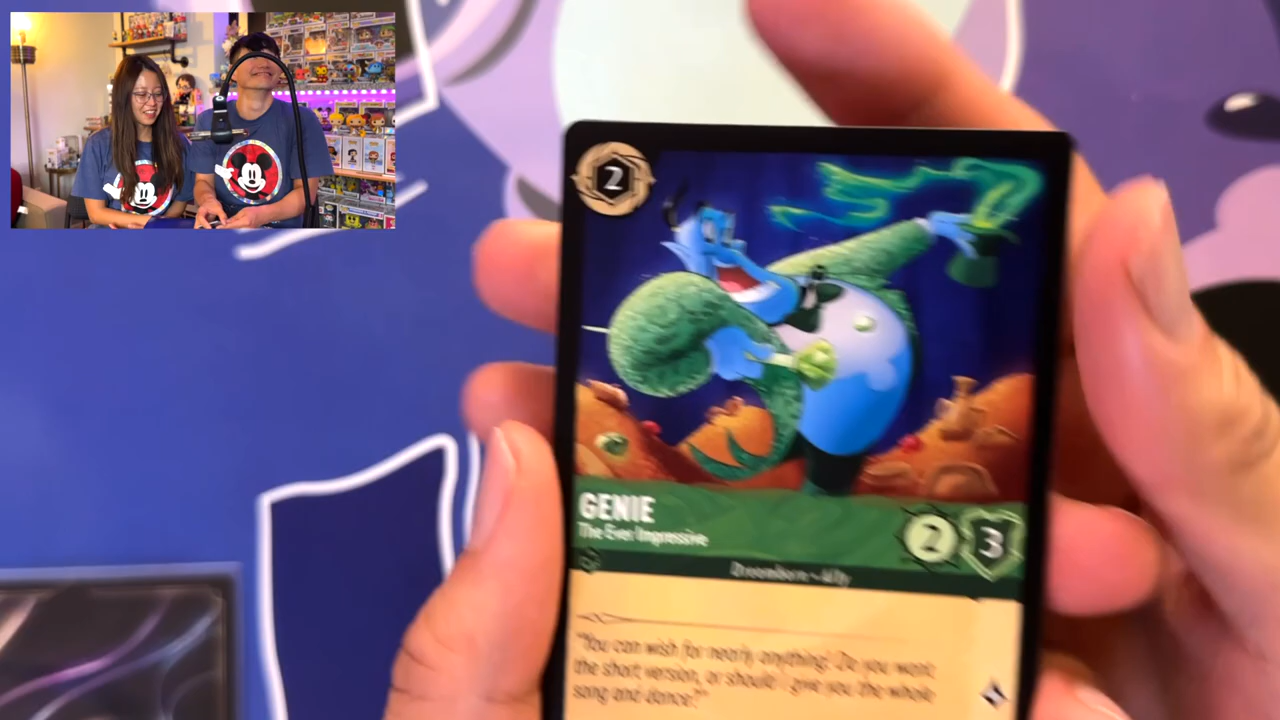 2
GENIE
The Ever Impressive
2 3
Dreamborn • Ally
"You can wish for nearly anything! Do you want
the short version, or should I give you the whole
song and dance?"